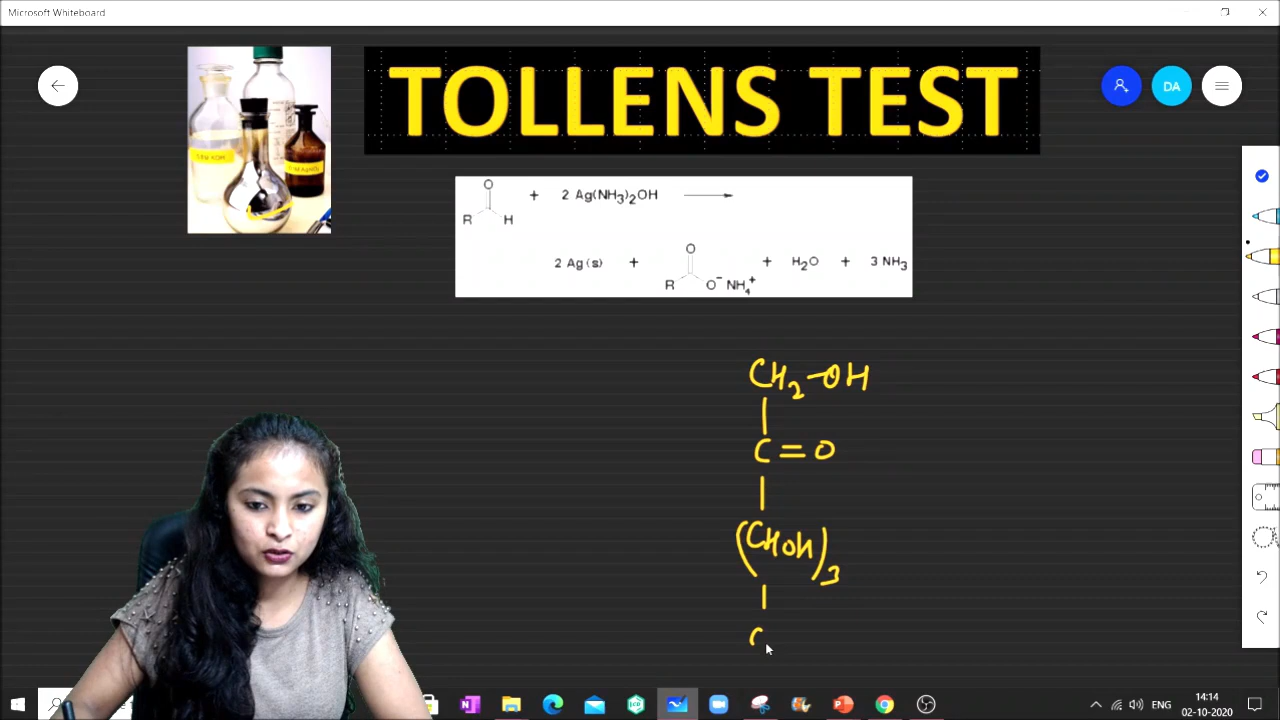 Microsoft Whiteboard
TOLLENS TEST
DA
O
R H + 2 Ag(NH3)2OH
2 Ag(s) + R O O⁻ NH4⁺ + H2O + 3 NH3
CH2-OH
C=O
(CHOH)3
C
ENG
14:14
02-10-2020